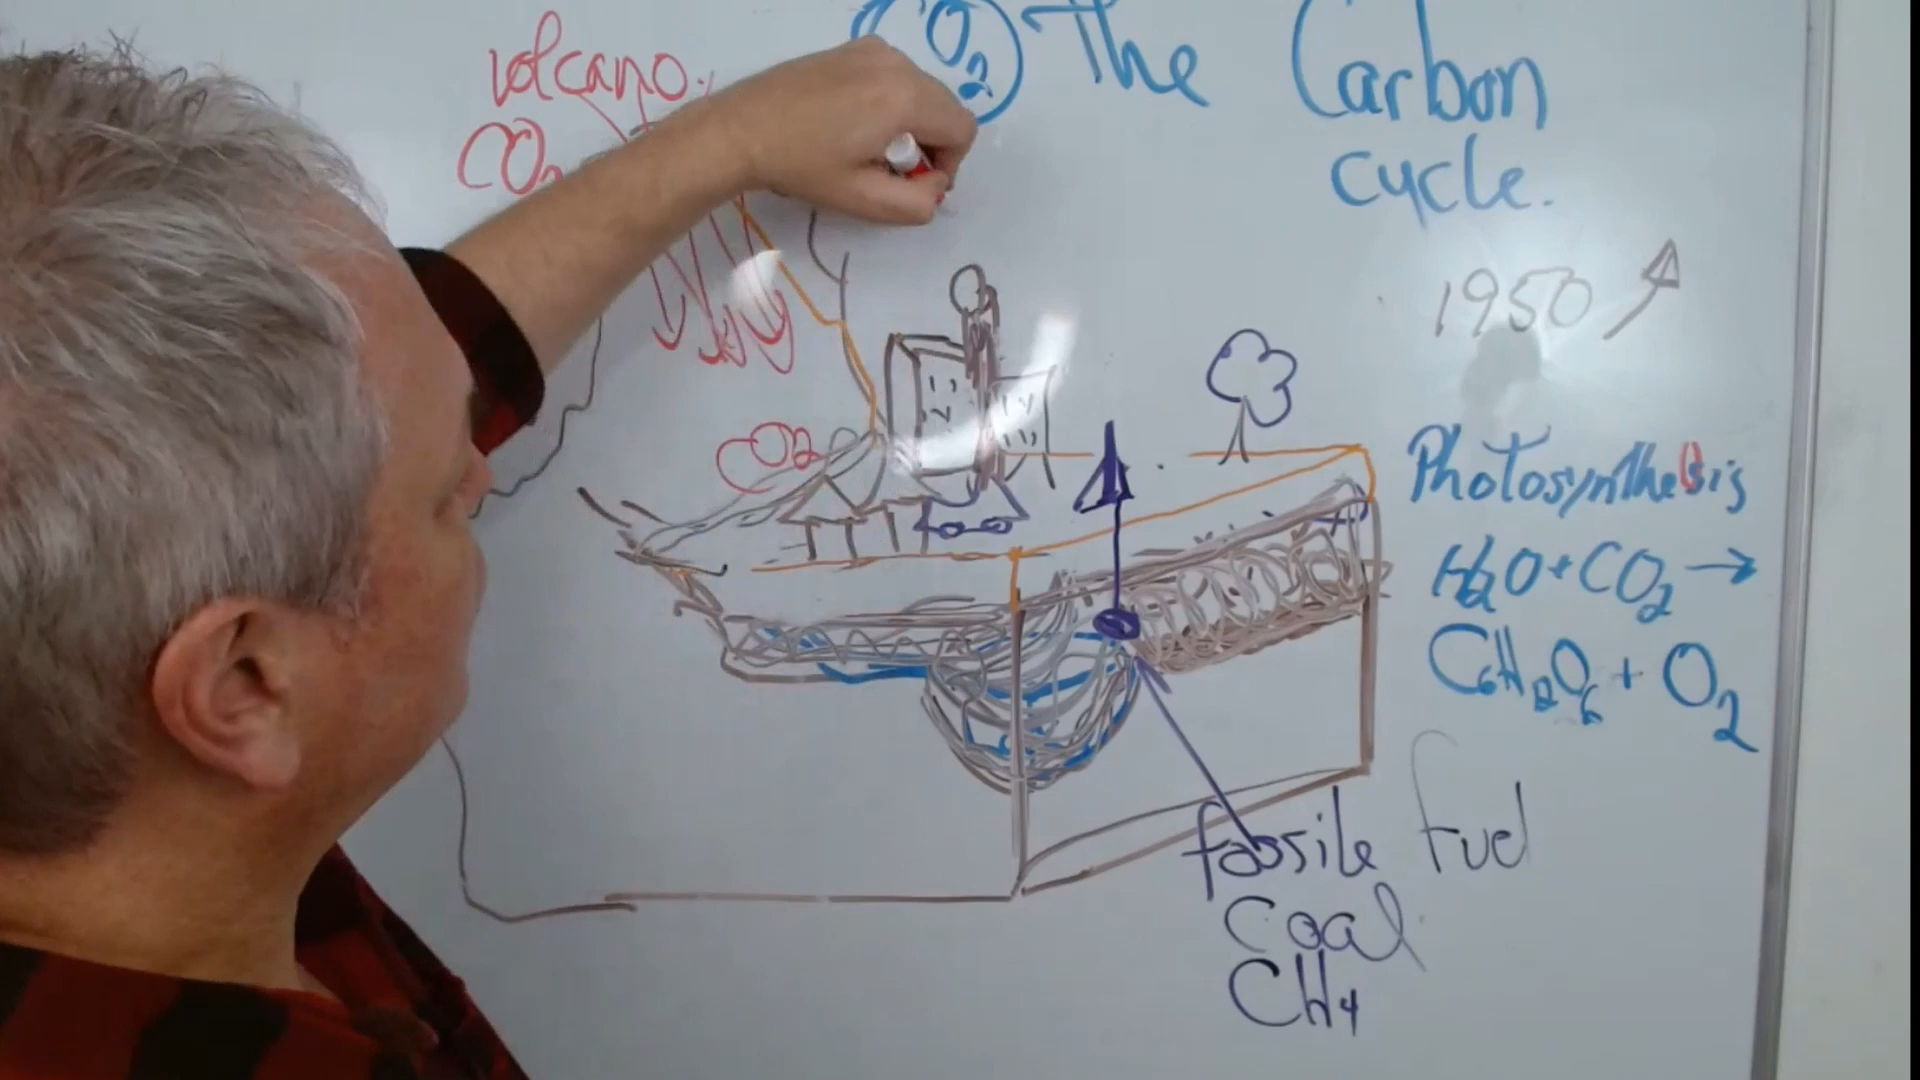 volcano.
CO2
CO2 The Carbon
cycle.
1950
CO2
Photosynthesis
H2O + CO2 →
C6H12O6 + O2
fossile fuel
Coal
CH4